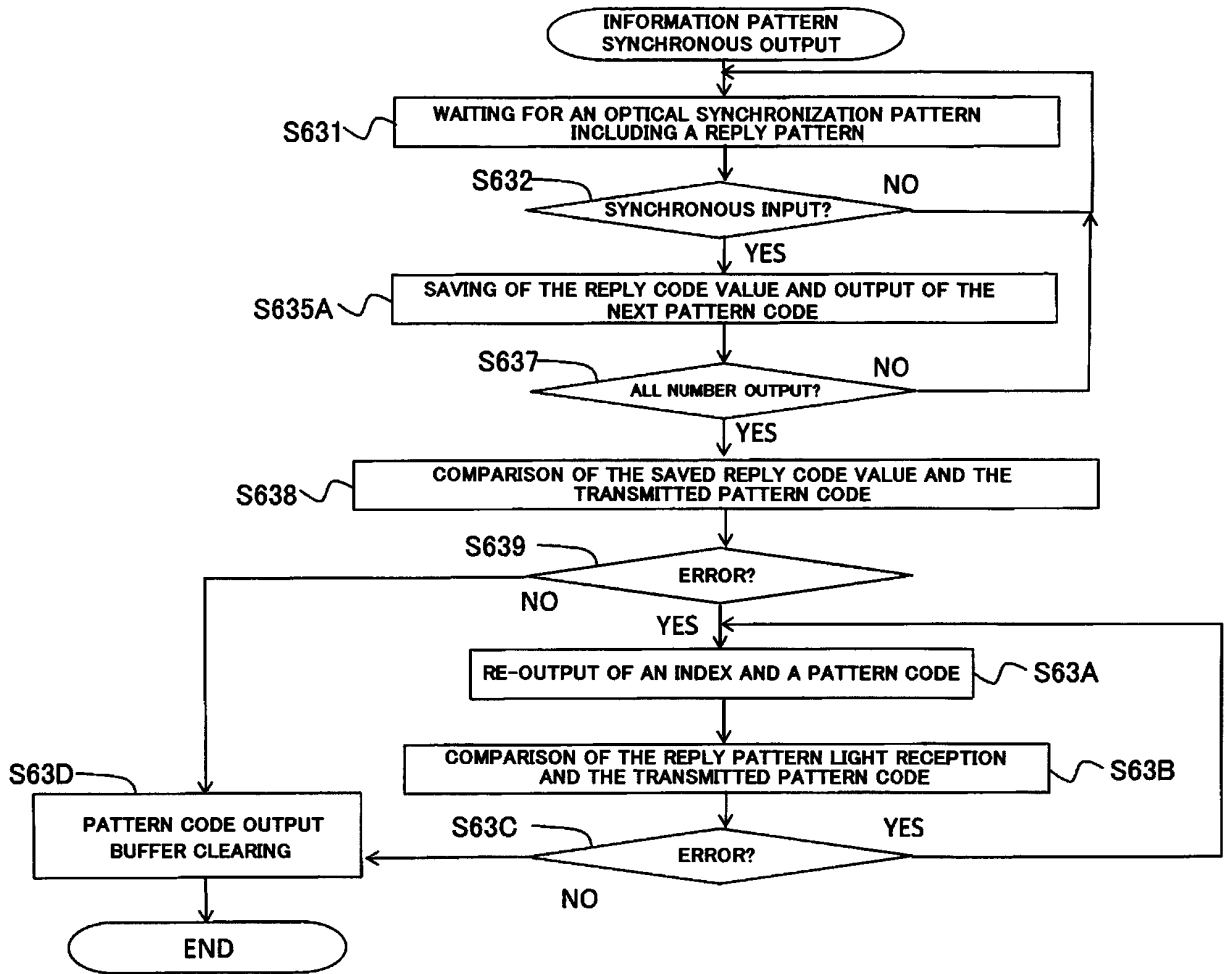 INFORMATION PATTERN
SYNCHRONOUS OUTPUT
S631
WAITING FOR AN OPTICAL SYNCHRONIZATION PATTERN
INCLUDING A REPLY PATTERN
S632
SYNCHRONOUS INPUT?
NO
YES
S635A
SAVING OF THE REPLY CODE VALUE AND OUTPUT OF THE
NEXT PATTERN CODE
S637
ALL NUMBER OUTPUT?
NO
YES
S638
COMPARISON OF THE SAVED REPLY CODE VALUE AND THE
TRANSMITTED PATTERN CODE
S639
ERROR?
NO
YES
RE-OUTPUT OF AN INDEX AND A PATTERN CODE
S63A
COMPARISON OF THE REPLY PATTERN LIGHT RECEPTION
AND THE TRANSMITTED PATTERN CODE
S63B
S63C
ERROR?
YES
NO
S63D
PATTERN CODE OUTPUT
BUFFER CLEARING
END